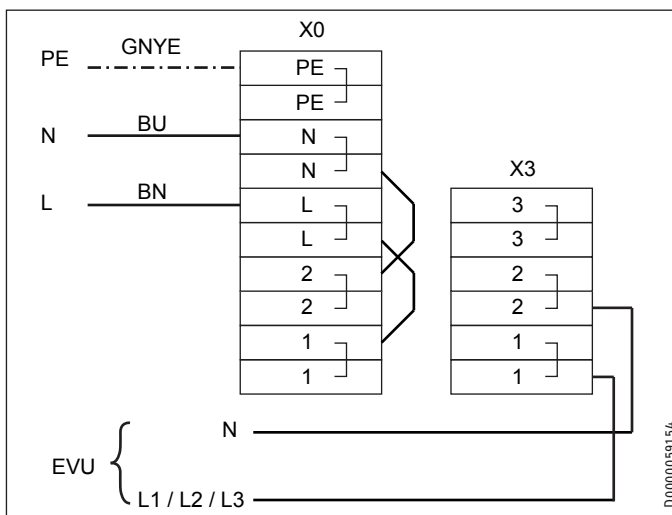 X0
PE GNYE PE
PE
N BU N
N
L BN L
L
2
2
1
1
X3
3
3
2
2
1
1
EVU
N
L1 / L2 / L3
D0000059154